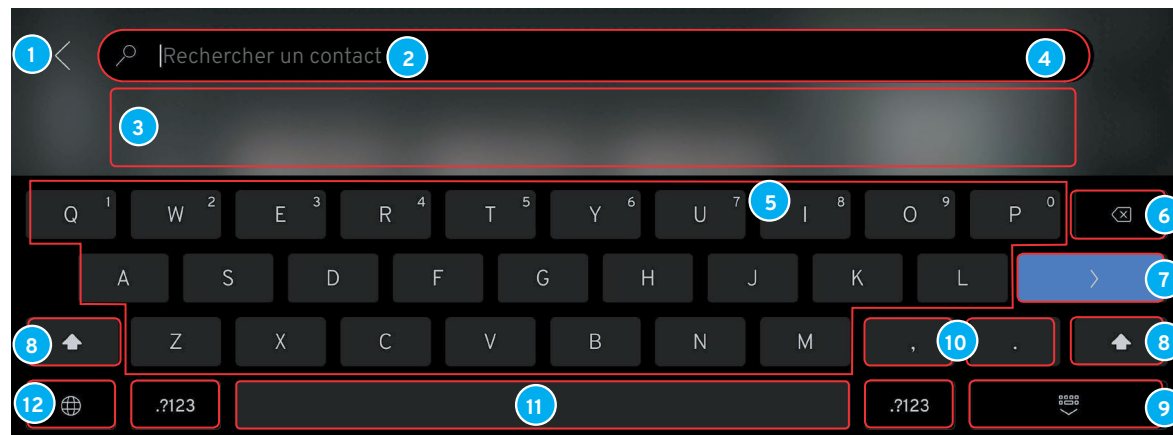 1 Rechercher un contact 2 4
3
Q 1 W 2 E 3 R 4 T 5 Y 6 U 7 5 I 8 O 9 P 0 6
A S D F G H J K L 7
8 Z X C V B N M , 10 . 8
12 .?123 11 .?123 9